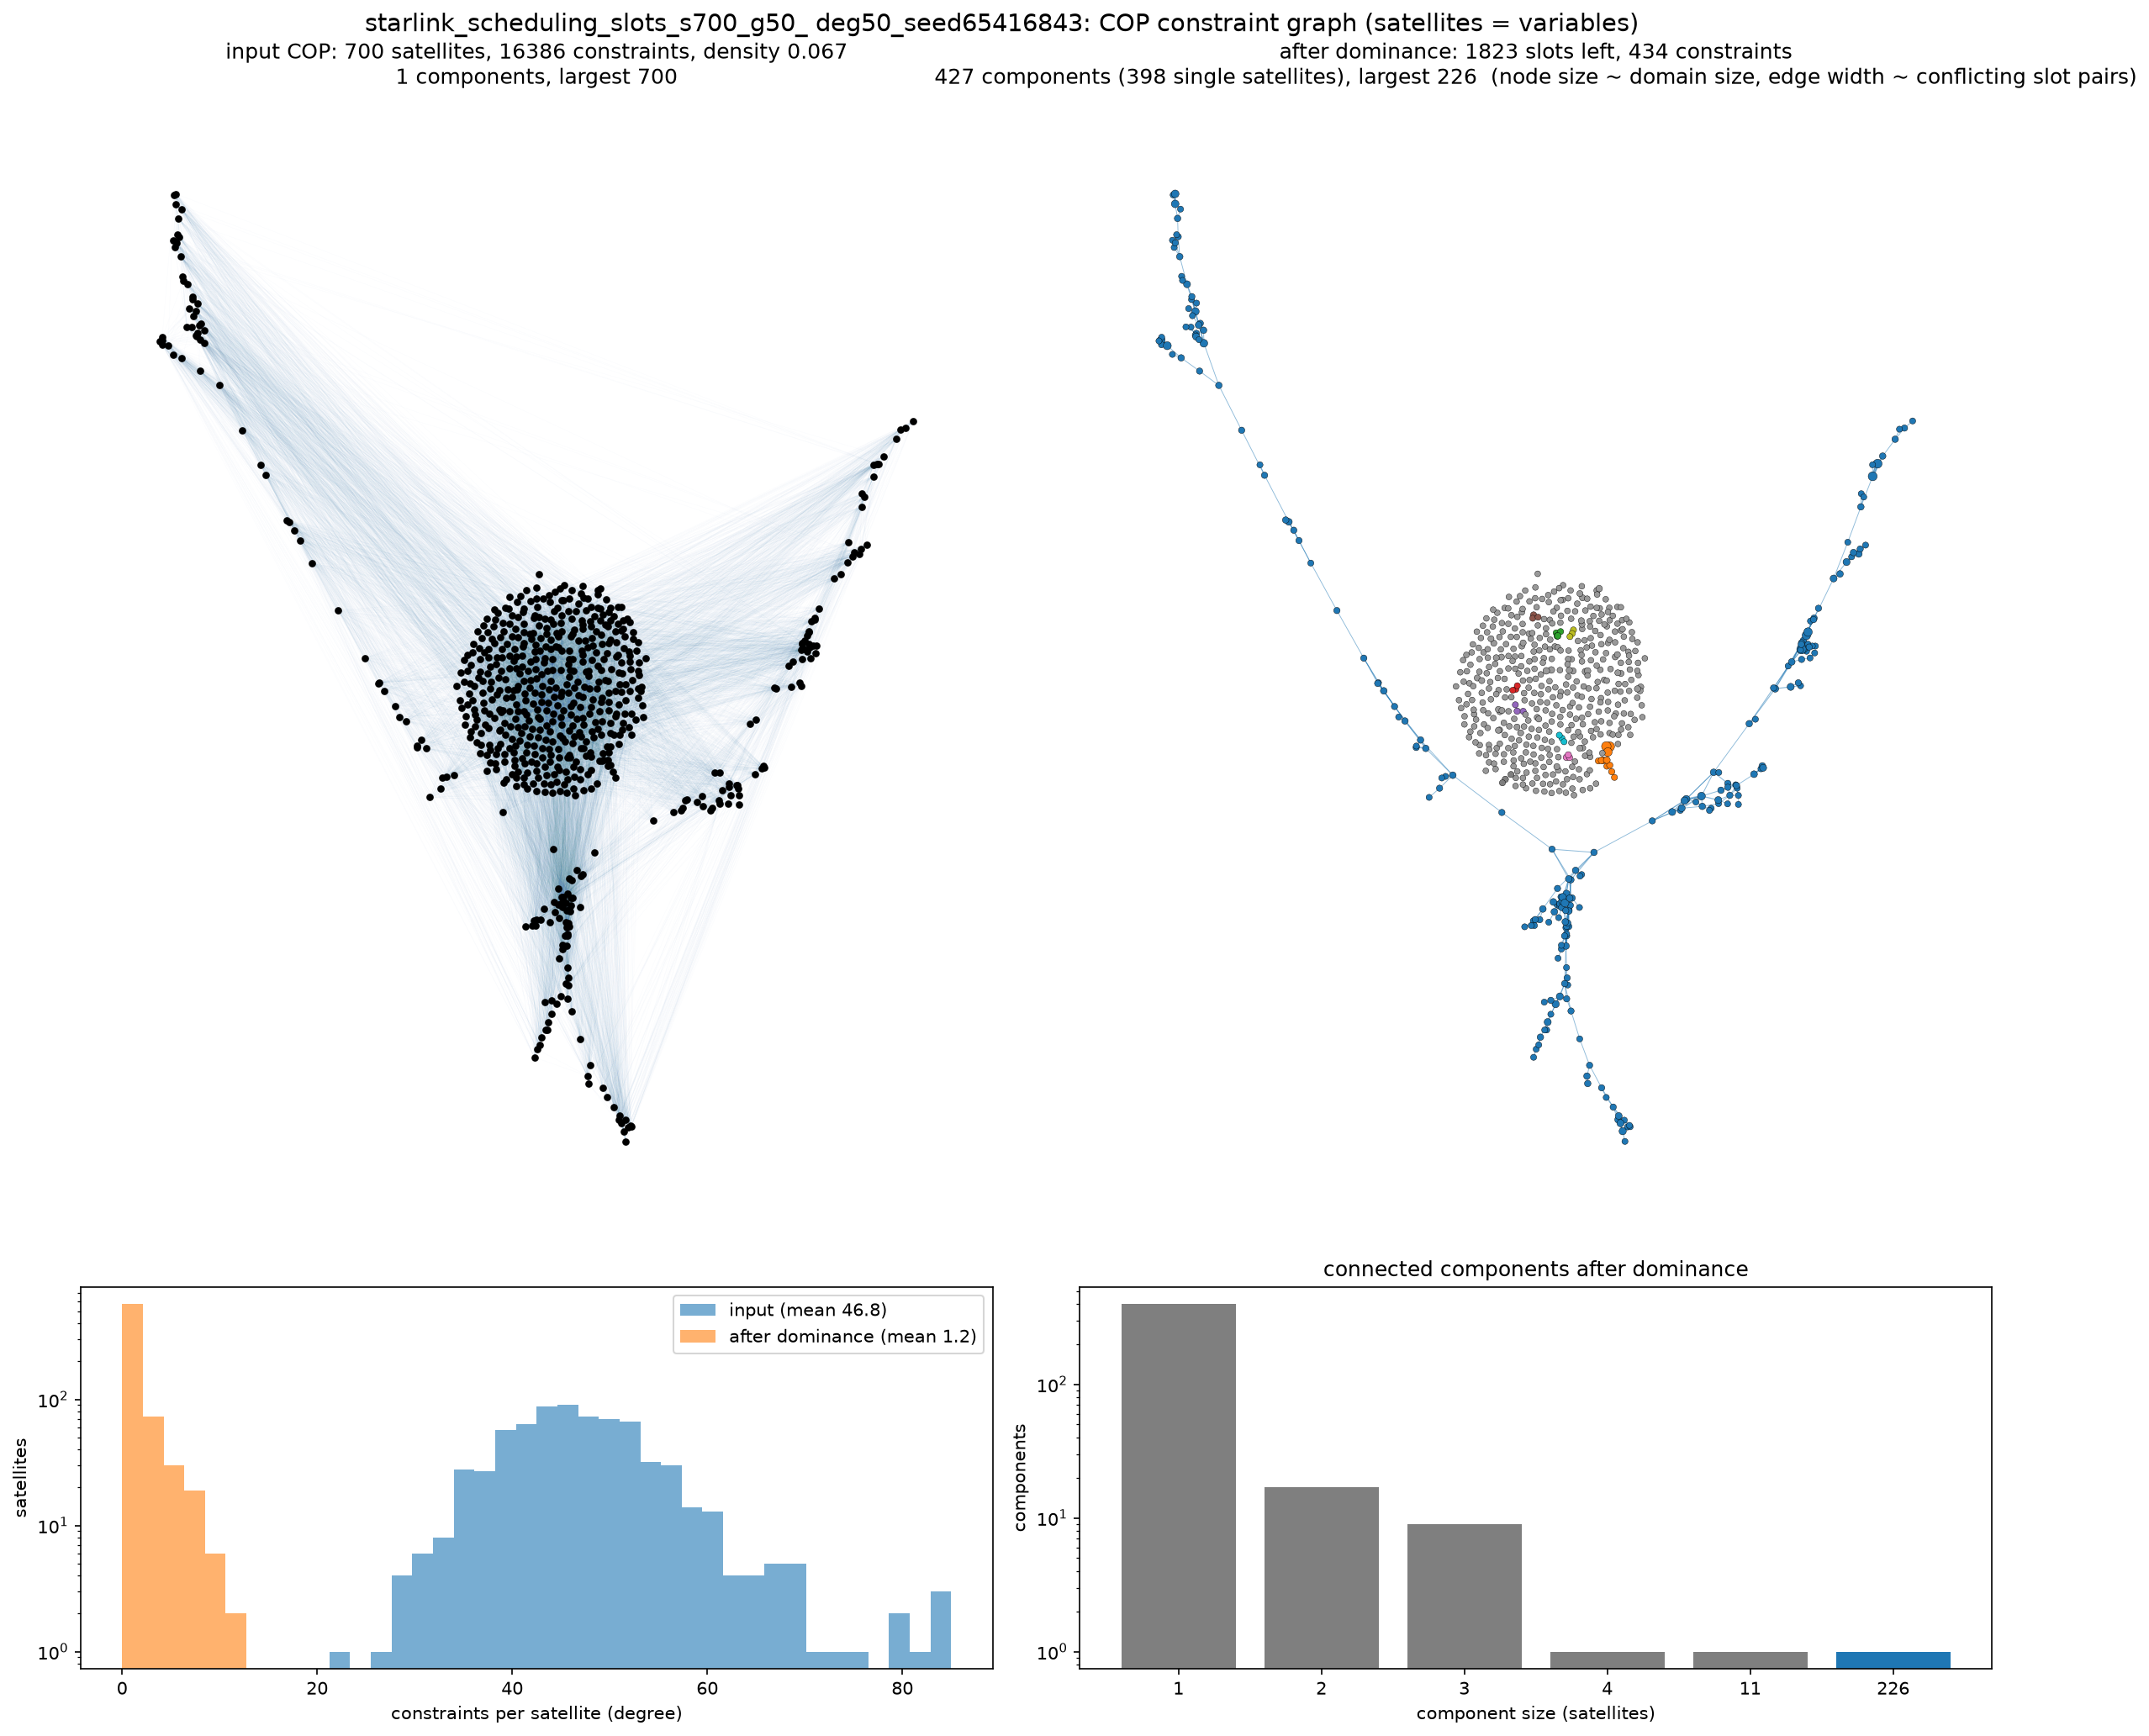 starlink_scheduling_slots_s700_g50_ deg50_seed65416843: COP constraint graph (satellites = variables)
input COP: 700 satellites, 16386 constraints, density 0.067
1 components, largest 700
after dominance: 1823 slots left, 434 constraints
427 components (398 single satellites), largest 226  (node size ~ domain size, edge width ~ conflicting slot pairs)
input (mean 46.8)
after dominance (mean 1.2)
satellites
10²
10¹
10⁰
0 20 40 60 80
constraints per satellite (degree)
connected components after dominance
components
10²
10¹
10⁰
1 2 3 4 11 226
component size (satellites)